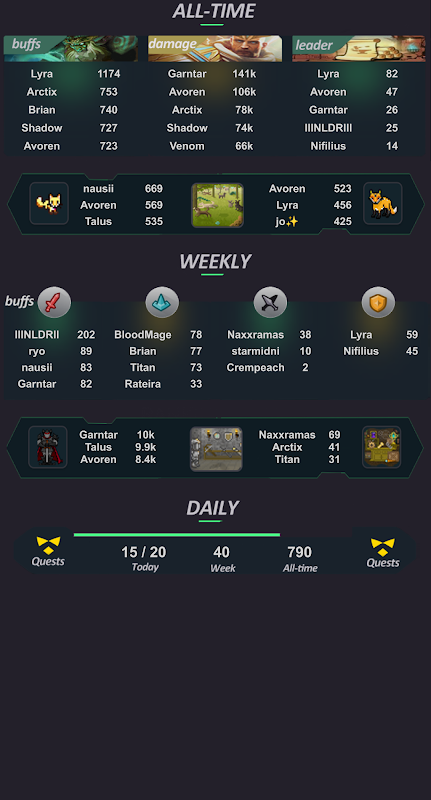 ALL-TIME
buffs damage leader
Lyra 1174 Garntar 141k Lyra 82
Arctix 753 Avoren 106k Avoren 47
Brian 740 Arctix 78k Garntar 26
Shadow 727 Shadow 74k IIINLDRIII 25
Avoren 723 Venom 66k Nifilius 14
nausii 669 Avoren 523
Avoren 569 Lyra 456
Talus 535 jo✨ 425
WEEKLY
buffs
IIINLDRII 202 BloodMage 78 Naxxramas 38 Lyra 59
ryo 89 Brian 77 starmidni 10 Nifilius 45
nausii 83 Titan 73 Crempeach 2
Garntar 82 Rateira 33
Garntar 10k Naxxramas 69
Talus 9.9k Arctix 41
Avoren 8.4k Titan 31
DAILY
15 / 20 40 790
Quests Today Week All-time Quests